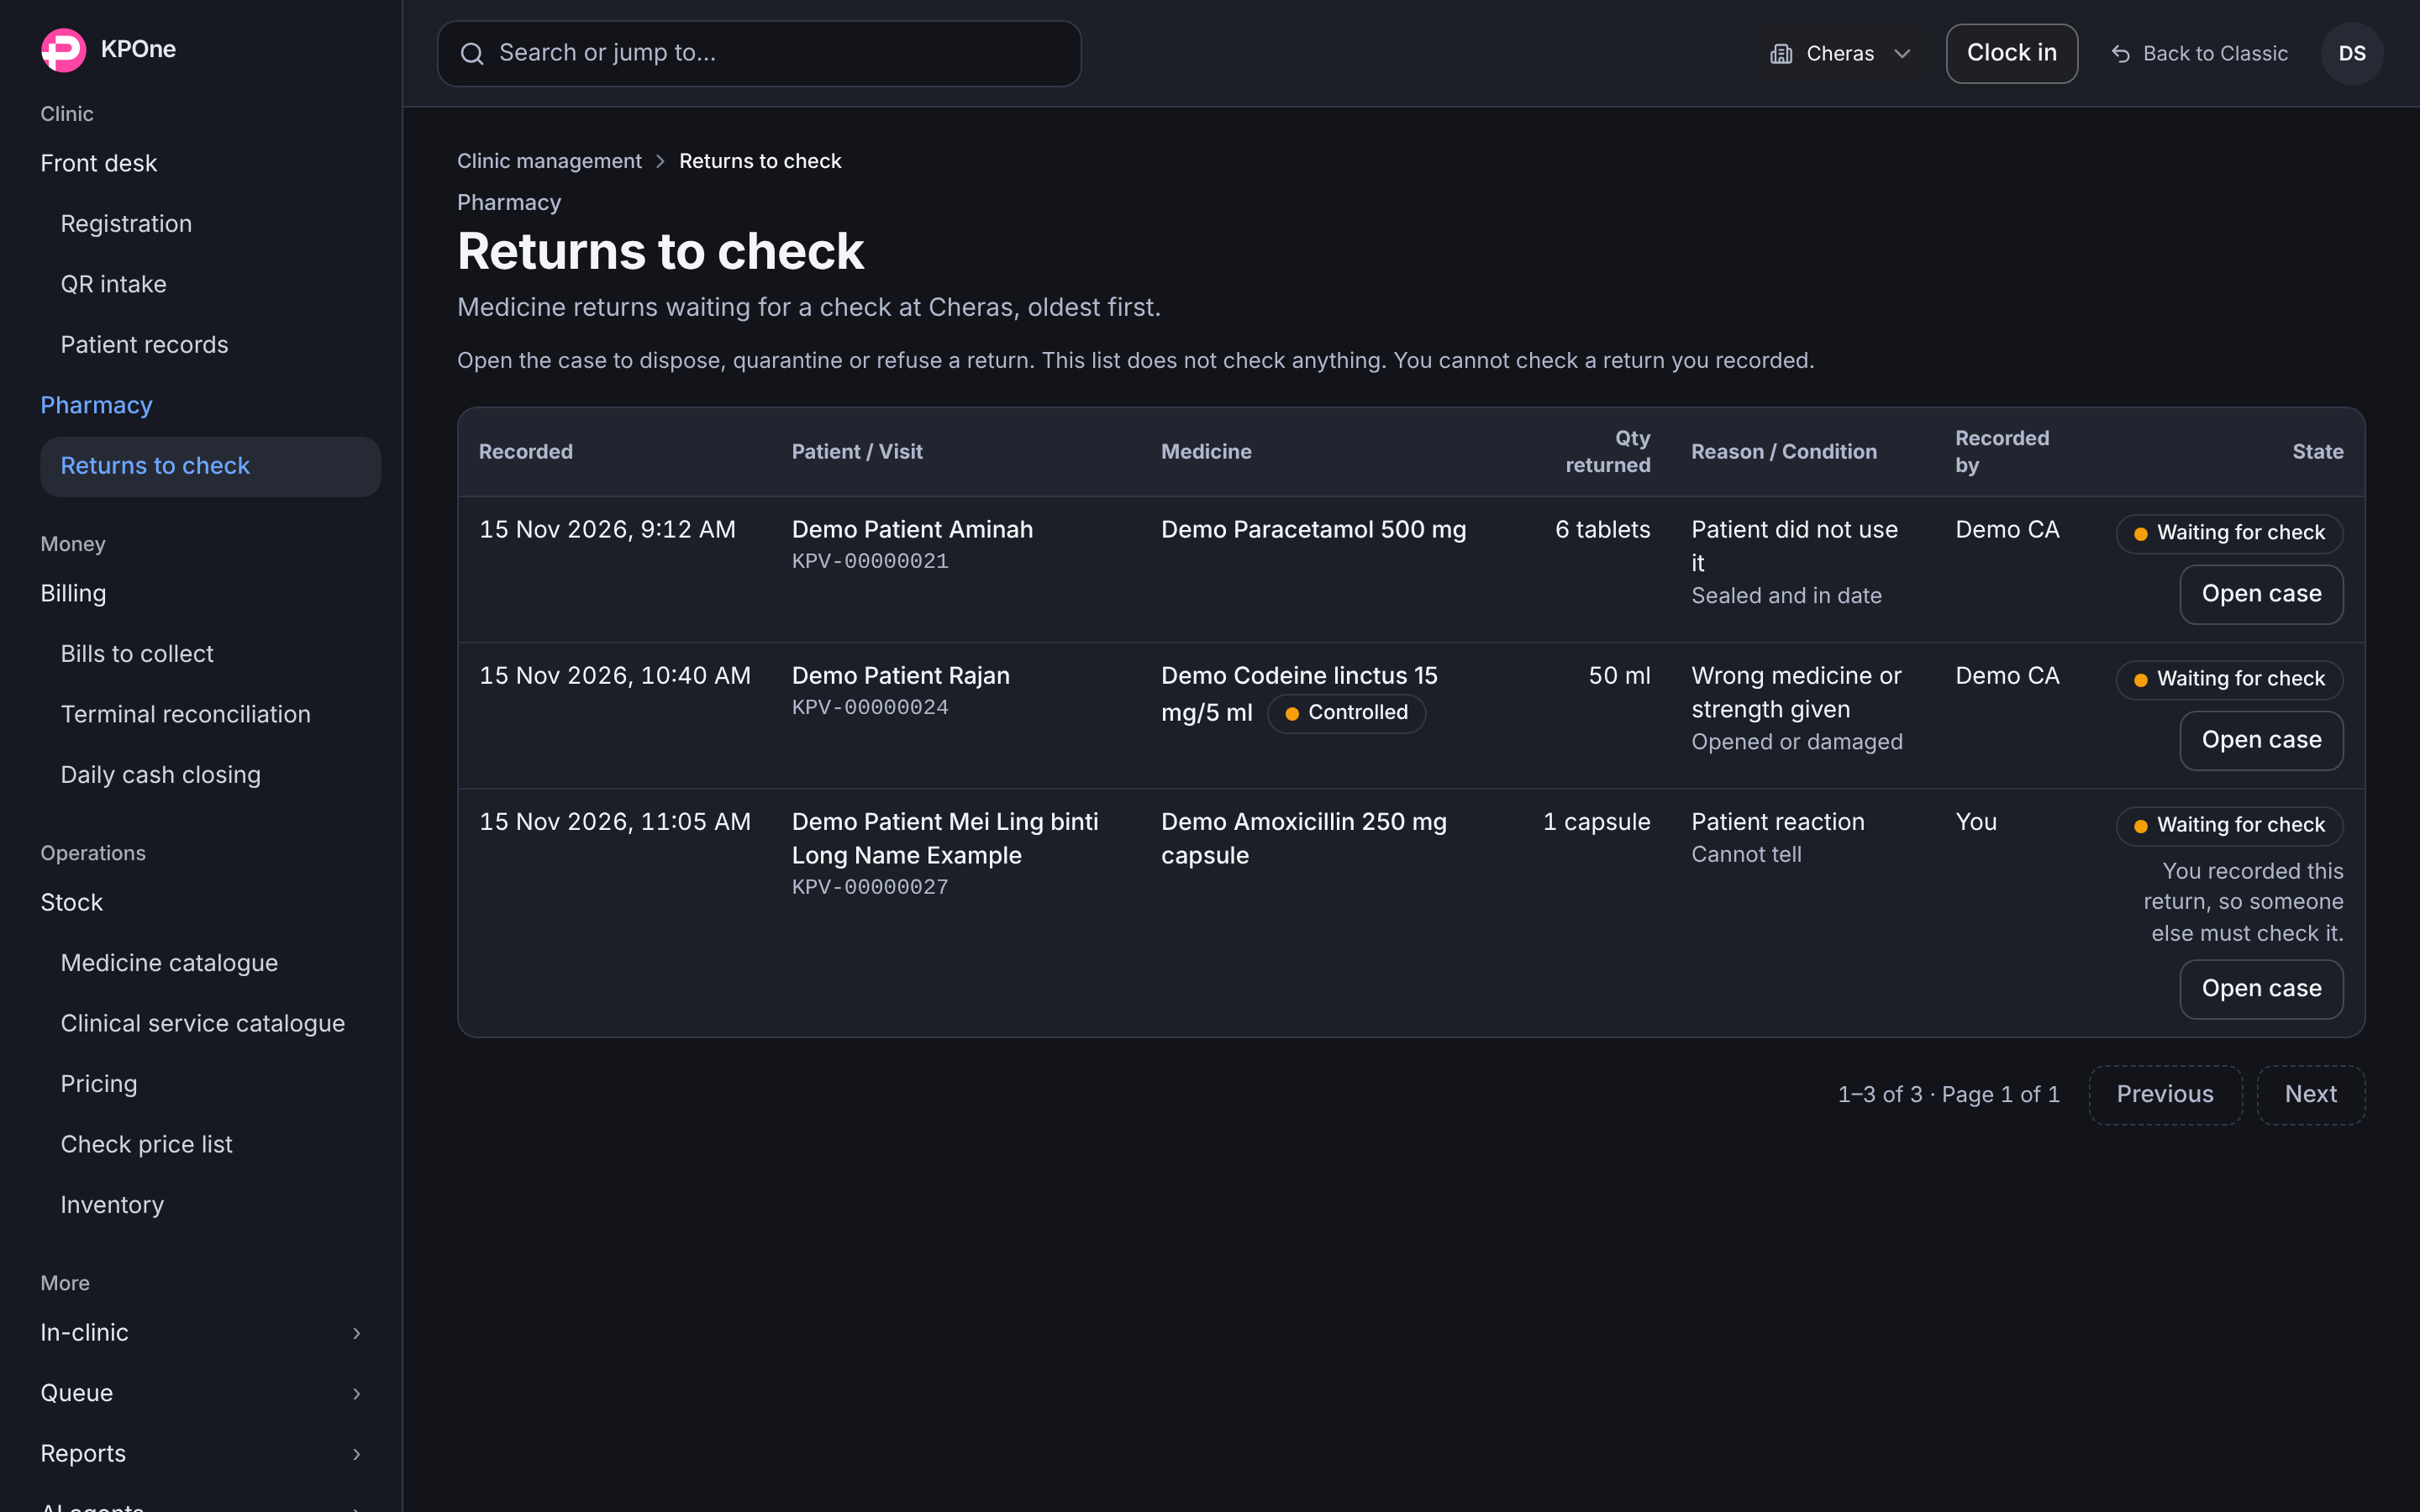 KPOne
Clinic
Front desk
Registration
QR intake
Patient records
Pharmacy
Returns to check
Money
Billing
Bills to collect
Terminal reconciliation
Daily cash closing
Operations
Stock
Medicine catalogue
Clinical service catalogue
Pricing
Check price list
Inventory
More
In-clinic
Queue
Reports
Search or jump to...
Cheras
Clock in
Back to Classic
DS
Clinic management > Returns to check
Pharmacy
Returns to check
Medicine returns waiting for a check at Cheras, oldest first.
Open the case to dispose, quarantine or refuse a return. This list does not check anything. You cannot check a return you recorded.
Recorded
Patient / Visit
Medicine
Qty
returned
Reason / Condition
Recorded
by
State
15 Nov 2026, 9:12 AM
Demo Patient Aminah
KPV-00000021
Demo Paracetamol 500 mg
6 tablets
Patient did not use
it
Sealed and in date
Demo CA
Waiting for check
Open case
15 Nov 2026, 10:40 AM
Demo Patient Rajan
KPV-00000024
Demo Codeine linctus 15
mg/5 ml Controlled
50 ml
Wrong medicine or
strength given
Opened or damaged
Demo CA
Waiting for check
Open case
15 Nov 2026, 11:05 AM
Demo Patient Mei Ling binti
Long Name Example
KPV-00000027
Demo Amoxicillin 250 mg
capsule
1 capsule
Patient reaction
Cannot tell
You
Waiting for check
You recorded this
return, so someone
else must check it.
Open case
1–3 of 3 · Page 1 of 1
Previous
Next